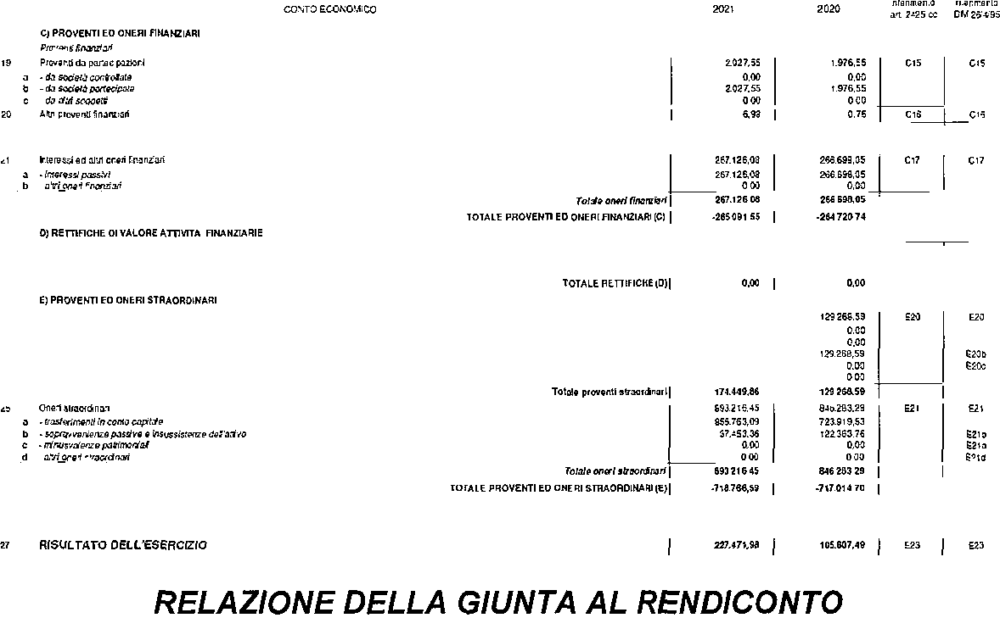 CONTO ECONOMICO 2021 2020 riferimento art. 2425 cc riferimento DM 26/4/95
C) PROVENTI ED ONERI FINANZIARI
Proventi finanziari
19 Proventi da partecipazioni 2.027,55 1.976,55 C15 C15
a - da società controllate 0,00 0,00
b - da società partecipate 2.027,55 1.976,55
c - da altri soggetti 0,00 0,00
20 Altri proventi finanziari 6,98 0,76 C16 C16
21 Interessi ed altri oneri finanziari 267.126,08 266.698,05 C17 C17
a - interessi passivi 267.126,08 266.698,05
b altri oneri finanziari 0,00 0,00
Totale oneri finanziari 267.126,08 266.698,05
TOTALE PROVENTI ED ONERI FINANZIARI (C) -265.091,55 -264.720,74
D) RETTIFICHE DI VALORE ATTIVITA' FINANZIARIE
TOTALE RETTIFICHE (D) 0,00 0,00
E) PROVENTI ED ONERI STRAORDINARI
129.268,59 E20 E20
0,00
0,00
129.268,59 E20b
0,00 E20c
0,00
Totale proventi straordinari 174.449,86 129.268,59
25 Oneri straordinari 893.216,45 846.283,29 E21 E21
a - trasferimenti in conto capitale 855.763,09 723.919,53
b - sopravvenienze passive e insussistenze dell'attivo 37.453,36 122.363,76 E21b
c - minusvalenze patrimoniali 0,00 0,00 E21a
d altri oneri straordinari 0,00 0,00 E21d
Totale oneri straordinari 893.216,45 846.283,29
TOTALE PROVENTI ED ONERI STRAORDINARI (E) -718.766,59 -717.014,70
27 RISULTATO DELL'ESERCIZIO 227.471,98 105.607,49 E23 E23
RELAZIONE DELLA GIUNTA AL RENDICONTO